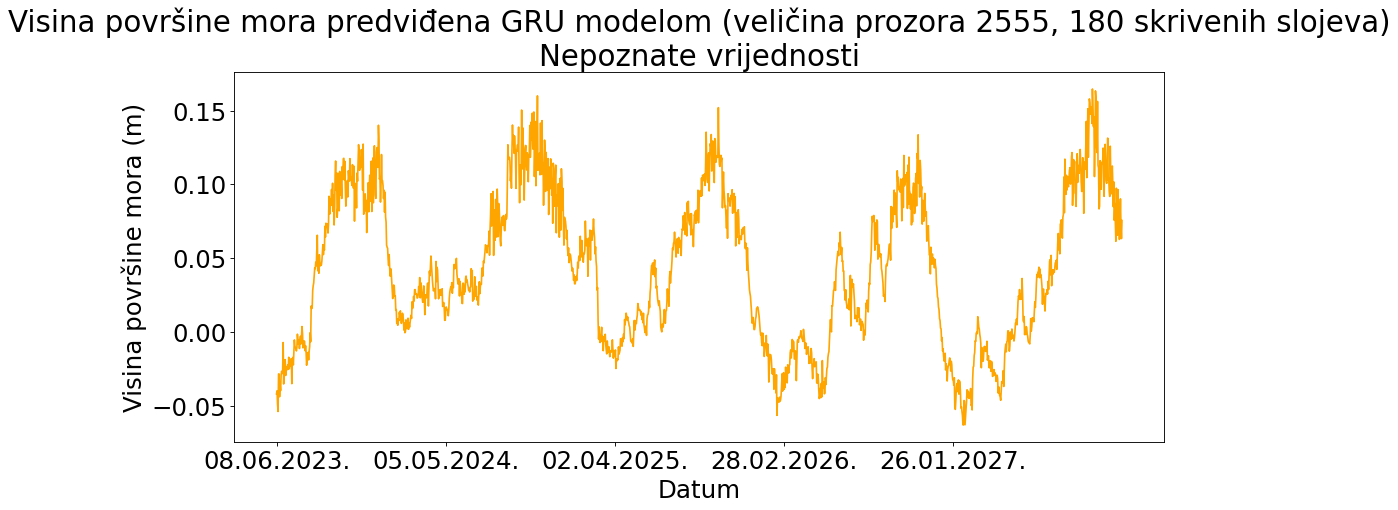 Visina površine mora predviđena GRU modelom (veličina prozora 2555, 180 skrivenih slojeva)
Nepoznate vrijednosti
Visina površine mora (m)
0.15
0.10
0.05
0.00
−0.05
08.06.2023. 05.05.2024. 02.04.2025. 28.02.2026. 26.01.2027.
Datum